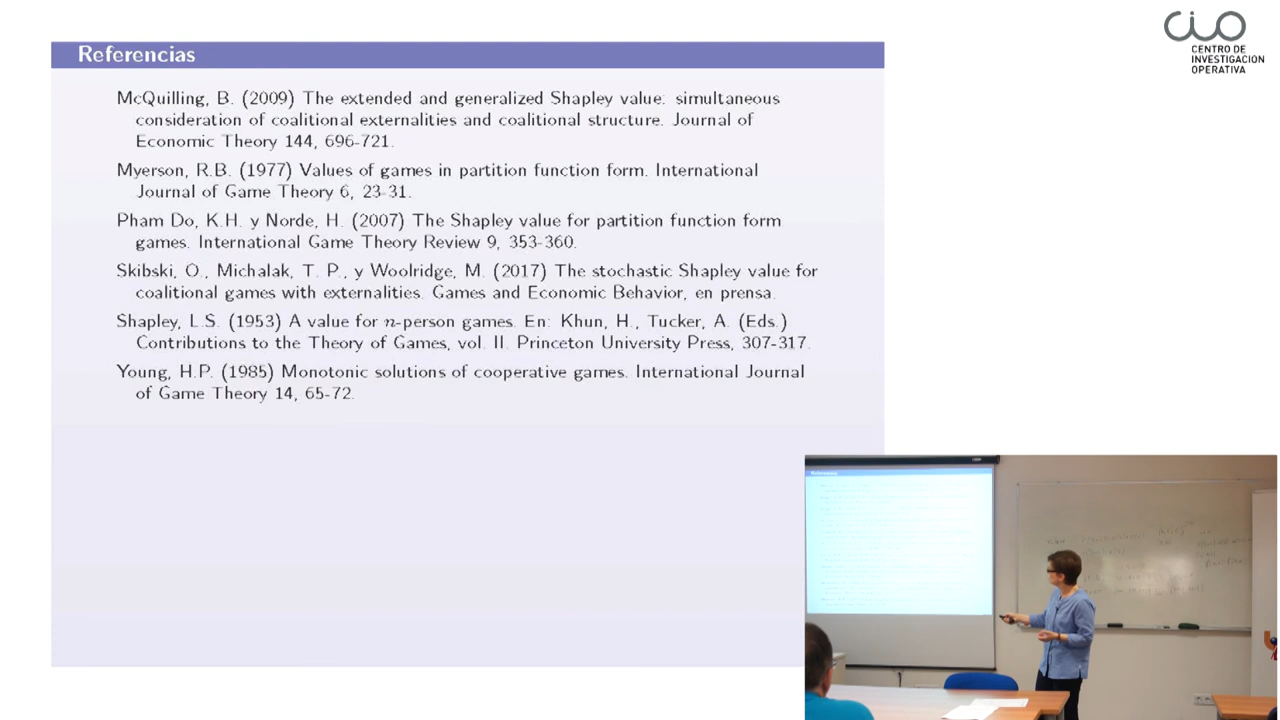 Referencias
McQuilling, B. (2009) The extended and generalized Shapley value: simultaneous
consideration of coalitional externalities and coalitional structure. Journal of
Economic Theory 144, 696-721.
Myerson, R.B. (1977) Values of games in partition function form. International
Journal of Game Theory 6, 23-31.
Pham Do, K.H. y Norde, H. (2007) The Shapley value for partition function form
games. International Game Theory Review 9, 353-360.
Skibski, O., Michalak, T. P., y Woolridge, M. (2017) The stochastic Shapley value for
coalitional games with externalities. Games and Economic Behavior, en prensa.
Shapley, L.S. (1953) A value for n-person games. En: Khun, H., Tucker, A. (Eds.)
Contributions to the Theory of Games, vol. II. Princeton University Press, 307-317.
Young, H.P. (1985) Monotonic solutions of cooperative games. International Journal
of Game Theory 14, 65-72.
cio
CENTRO DE
INVESTIGACION
OPERATIVA